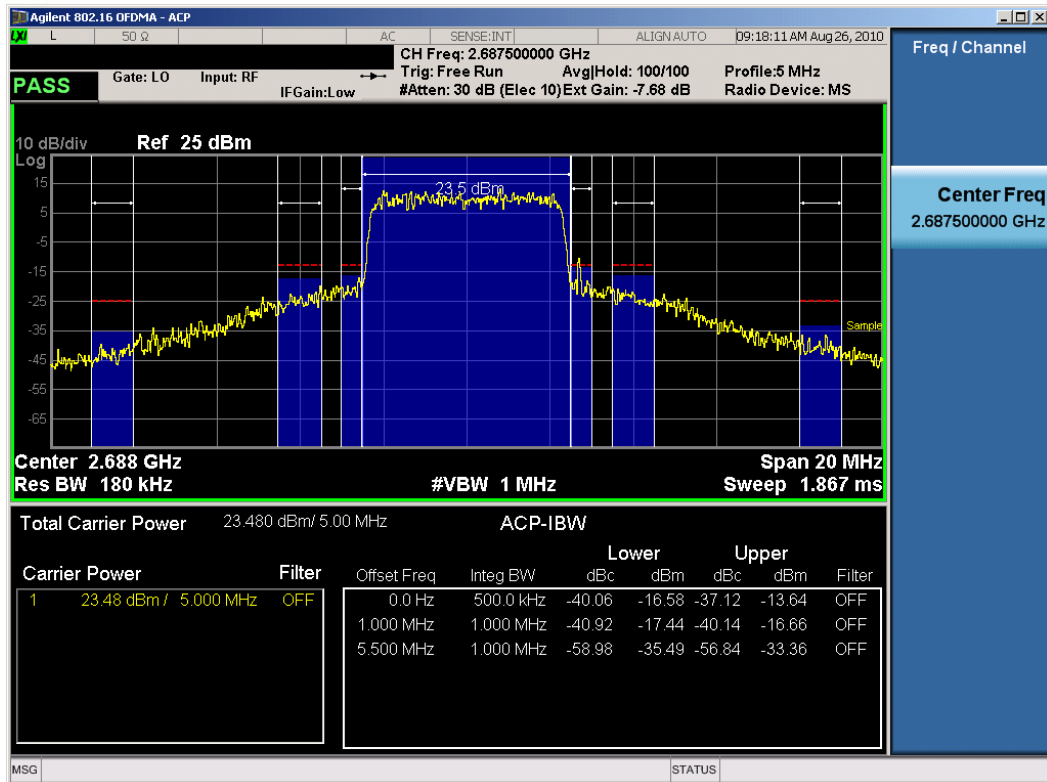 Agilent 802.16 OFDMA - ACP
LXI L 50 Ω AC SENSE:INT ALIGN AUTO 09:18:11 AM Aug 26, 2010
CH Freq: 2.687500000 GHz
PASS Gate: LO Input: RF Trig: Free Run Avg|Hold: 100/100 Profile:5 MHz
IFGain:Low #Atten: 30 dB (Elec 10) Ext Gain: -7.68 dB Radio Device: MS
Freq / Channel
Center Freq
2.687500000 GHz
10 dB/div Ref 25 dBm
Log
23.5 dBm
15
5
-5
-15
-25
-35
Sample
-45
-55
-65
Center 2.688 GHz Span 20 MHz
Res BW 180 kHz #VBW 1 MHz Sweep 1.867 ms
Total Carrier Power 23.480 dBm/ 5.00 MHz ACP-IBW
Lower Upper
Carrier Power Filter Offset Freq Integ BW dBc dBm dBc dBm Filter
1 23.48 dBm / 5.000 MHz OFF 0.0 Hz 500.0 kHz -40.06 -16.58 -37.12 -13.64 OFF
1.000 MHz 1.000 MHz -40.92 -17.44 -40.14 -16.66 OFF
5.500 MHz 1.000 MHz -58.98 -35.49 -56.84 -33.36 OFF
MSG STATUS